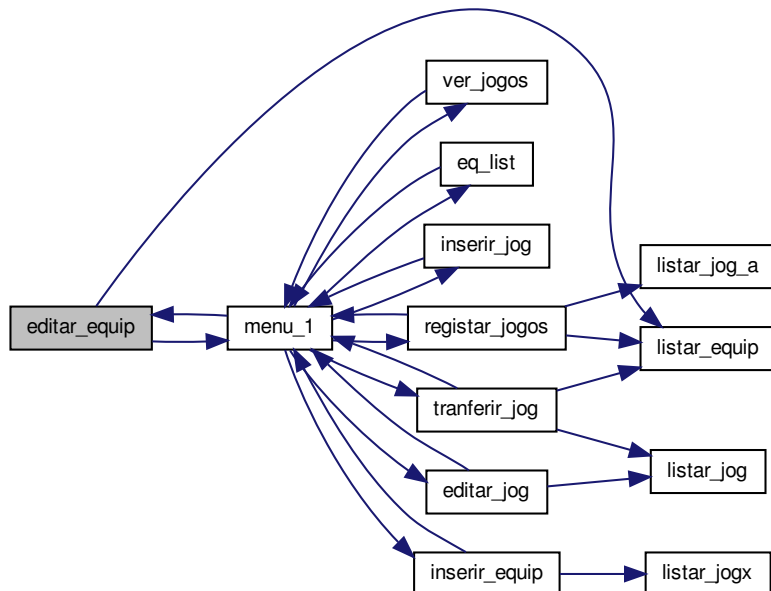 ver_jogos
eq_list
inserir_jog
listar_jog_a
editar_equip
menu_1
registar_jogos
listar_equip
tranferir_jog
listar_jog
editar_jog
inserir_equip
listar_jogx